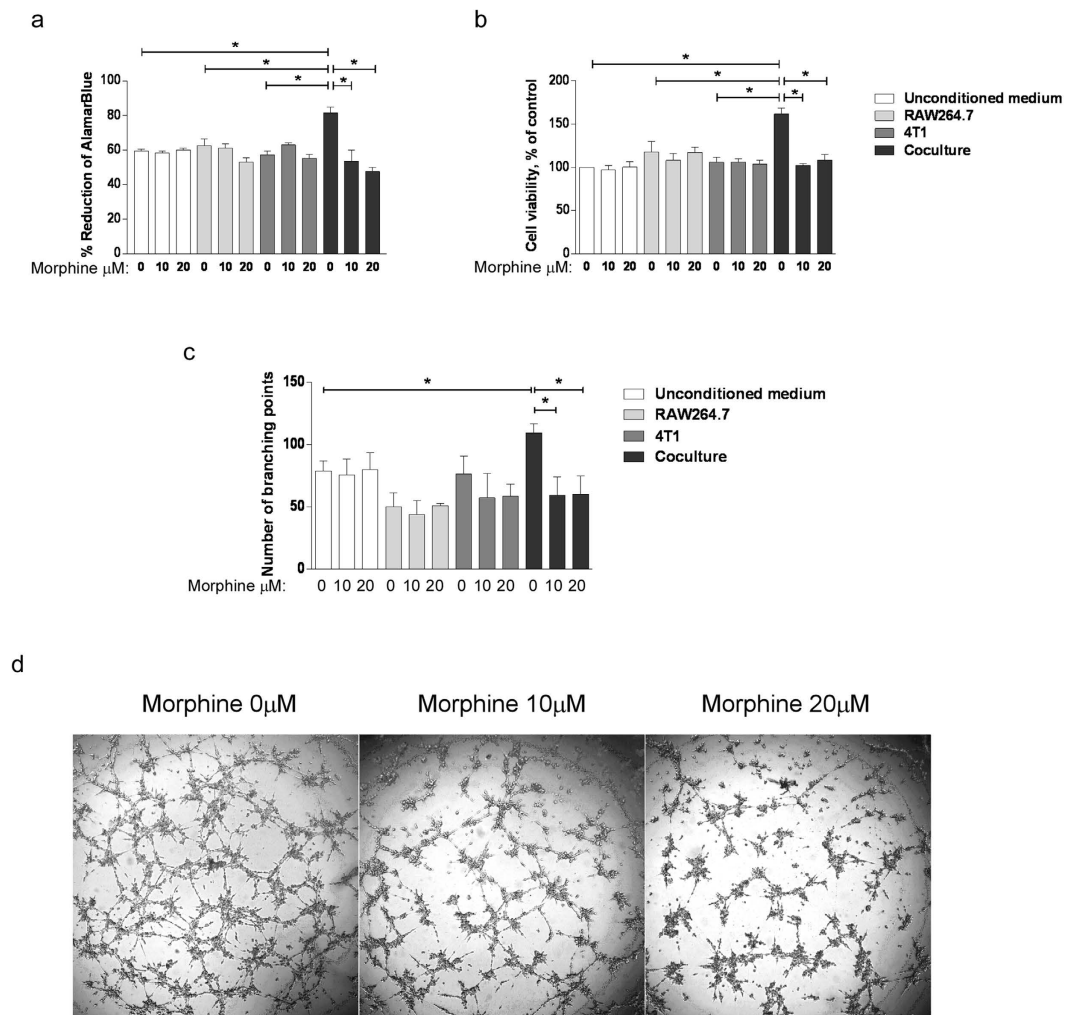 a
b
*
*
*
*
*
% Reduction of AlamarBlue
100
80
60
40
20
0
Morphine μM: 0 10 20 0 10 20 0 10 20 0 10 20
*
*
*
*
*
Cell viability, % of control
200
150
100
50
0
Morphine μM: 0 10 20 0 10 20 0 10 20 0 10 20
Unconditioned medium
RAW264.7
4T1
Coculture
c
*
*
*
Number of branching points
150
100
50
0
Morphine μM: 0 10 20 0 10 20 0 10 20 0 10 20
Unconditioned medium
RAW264.7
4T1
Coculture
d
Morphine 0μM
Morphine 10μM
Morphine 20μM